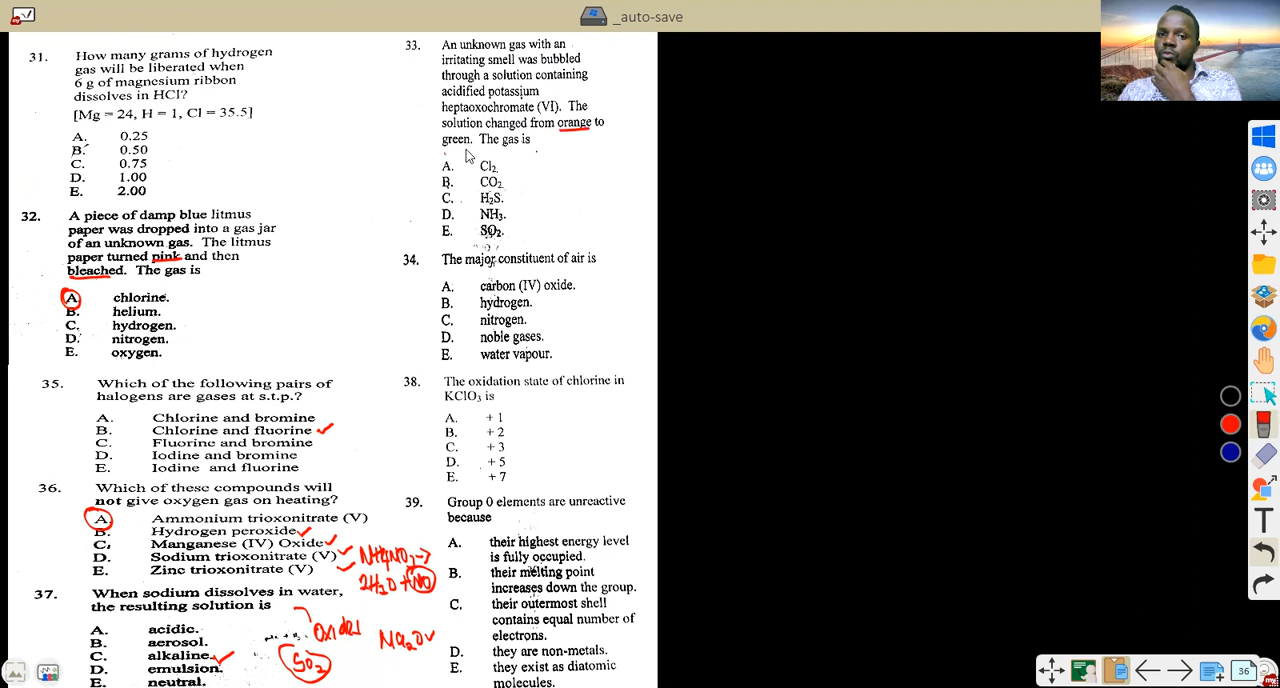 _auto-save
31. How many grams of hydrogen
gas will be liberated when
6 g of magnesium ribbon
dissolves in HCl?
[Mg = 24, H = 1, Cl = 35.5]
A. 0.25
B. 0.50
C. 0.75
D. 1.00
E. 2.00
32. A piece of damp blue litmus
paper was dropped into a gas jar
of an unknown gas. The litmus
paper turned pink and then
bleached. The gas is
A chlorine.
B. helium.
C. hydrogen.
D. nitrogen.
E. oxygen.
35. Which of the following pairs of
halogens are gases at s.t.p.?
A. Chlorine and bromine
B. Chlorine and fluorine
C. Fluorine and bromine
D. Iodine and bromine
E. Iodine and fluorine
36. Which of these compounds will
not give oxygen gas on heating?
A Ammonium trioxonitrate (V)
B. Hydrogen peroxide
C. Manganese (IV) Oxide
D. Sodium trioxonitrate (V)
E. Zinc trioxonitrate (V)
NH4NO3 →
2H2O + NO
37. When sodium dissolves in water,
the resulting solution is
A. acidic.
B. aerosol.
C. alkaline.
D. emulsion.
E. neutral.
Oxides
SO2
Na2O
33. An unknown gas with an
irritating smell was bubbled
through a solution containing
acidified potassium
heptaoxochromate (VI). The
solution changed from orange to
green. The gas is
A. Cl2.
B. CO2
C. H2S.
D. NH3.
E. SO2.
34. The major constituent of air is
A. carbon (IV) oxide.
B. hydrogen.
C. nitrogen.
D. noble gases.
E. water vapour.
38. The oxidation state of chlorine in
KClO3 is
A. + 1
B. + 2
C. + 3
D. + 5
E. + 7
39. Group 0 elements are unreactive
because
A. their highest energy level
is fully occupied.
B. their melting point
increases down the group.
C. their outermost shell
contains equal number of
electrons.
D. they are non-metals.
E. they exist as diatomic
molecules.
T
36